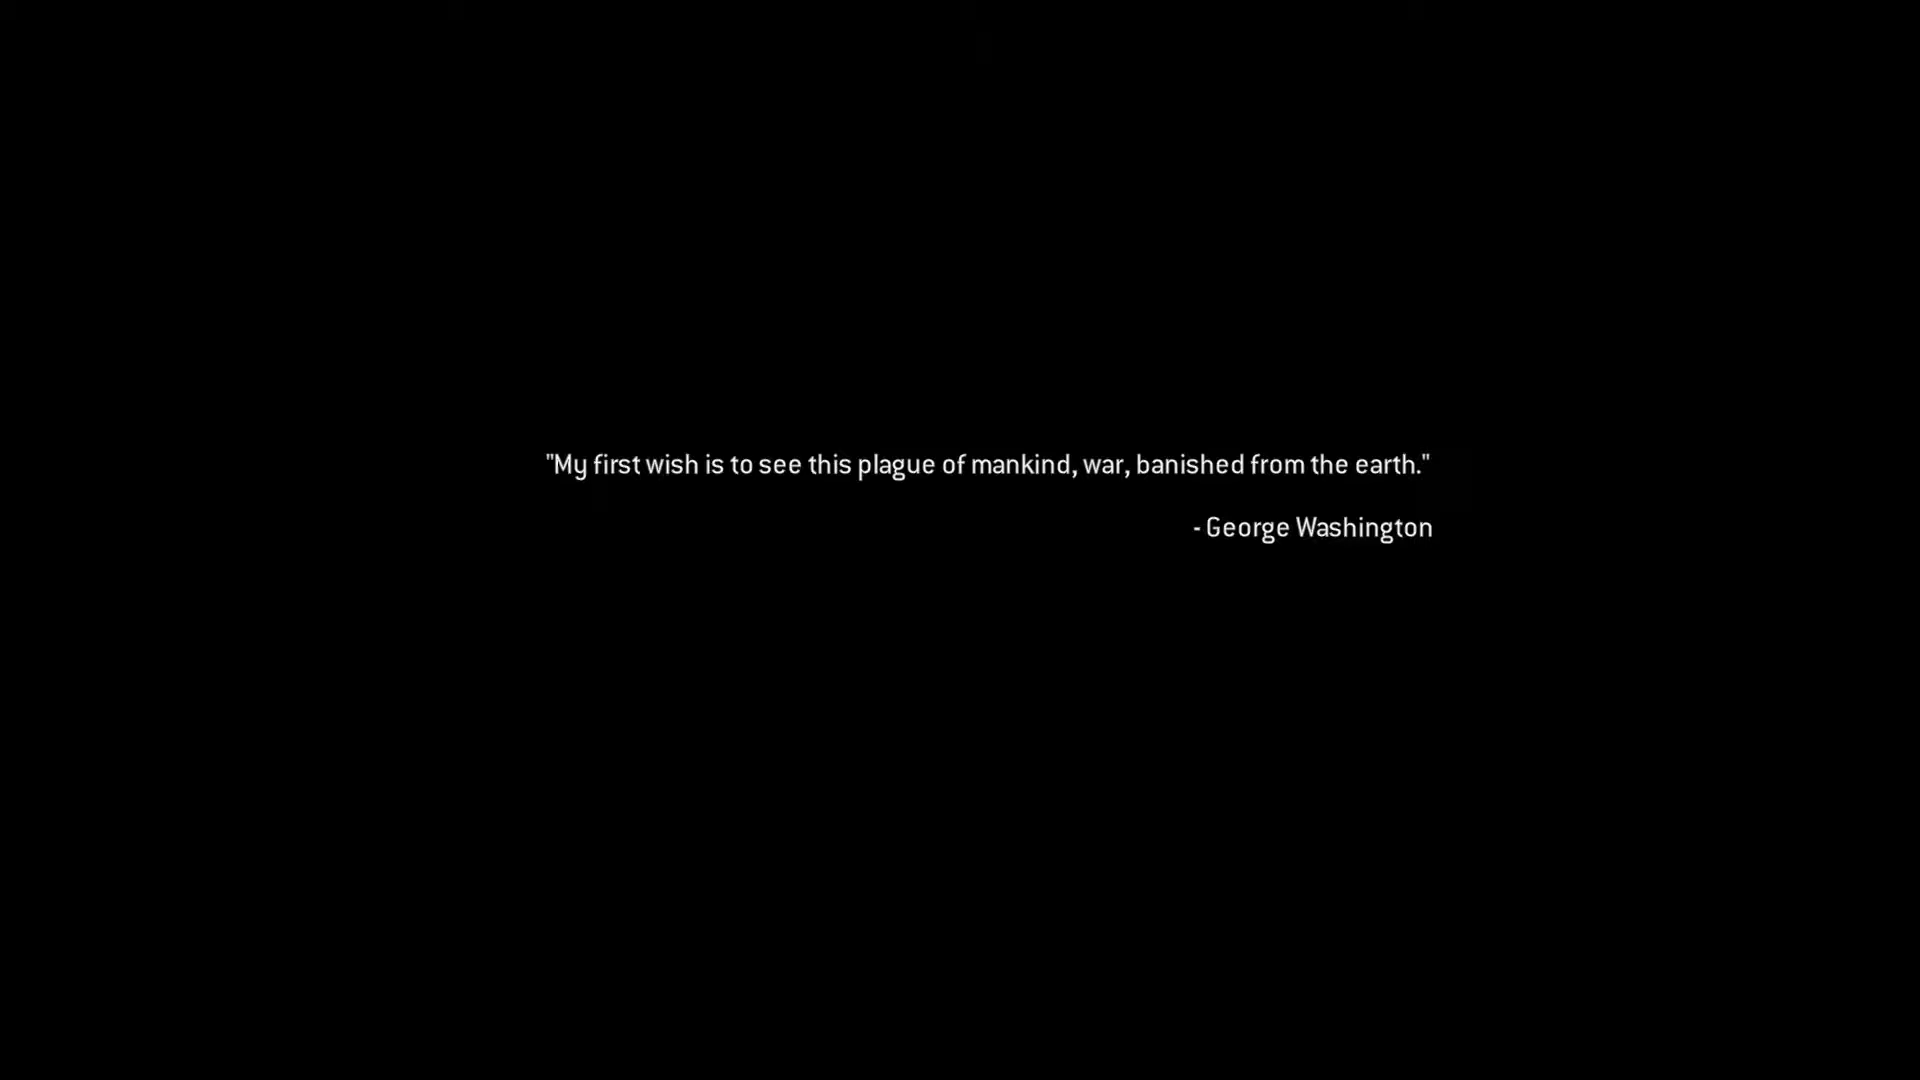 "My first wish is to see this plague of mankind, war, banished from the earth."
- George Washington